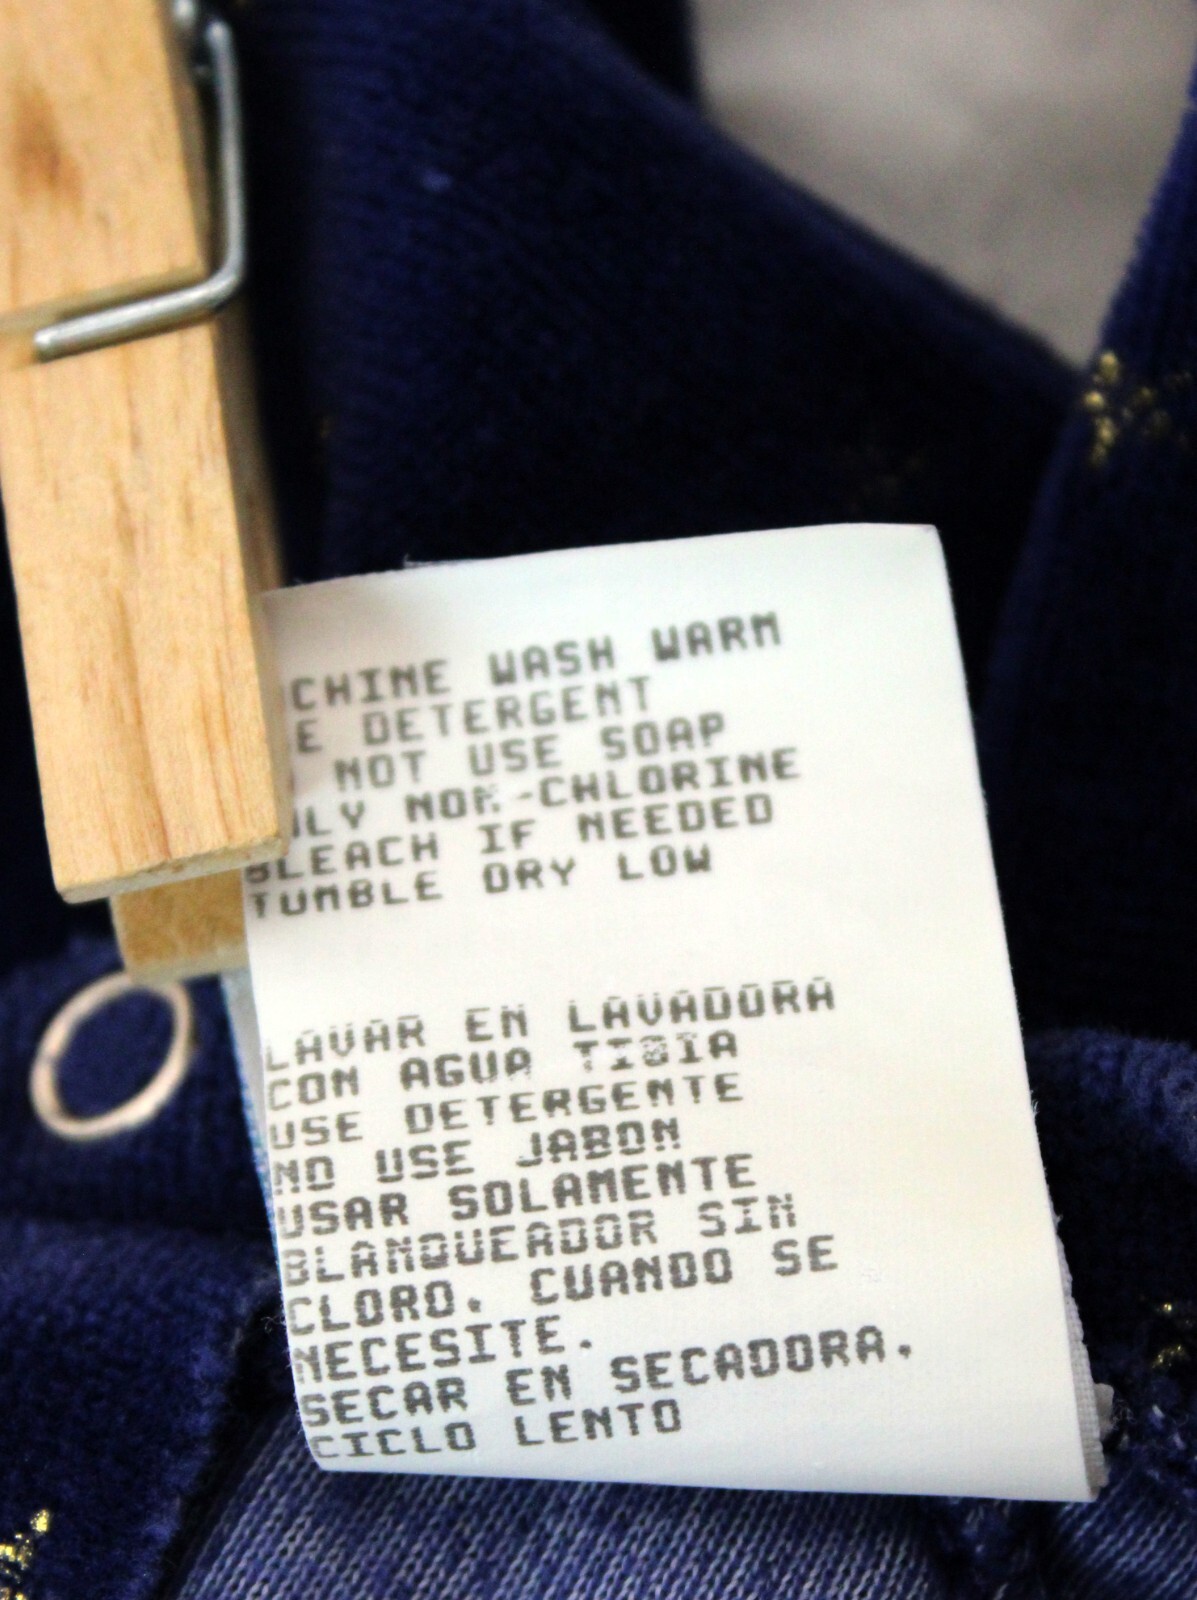 CHINE WASH WARM
E DETERGENT
NOT USE SOAP
LY NON-CHLORINE
BLEACH IF NEEDED
TUMBLE DRY LOW
LAVAR EN LAVADORA
CON AGUA TIBIA
USE DETERGENTE
NO USE JABON
USAR SOLAMENTE
BLANQUEADOR SIN
CLORO. CUANDO SE
NECESITE.
SECAR EN SECADORA.
CICLO LENTO